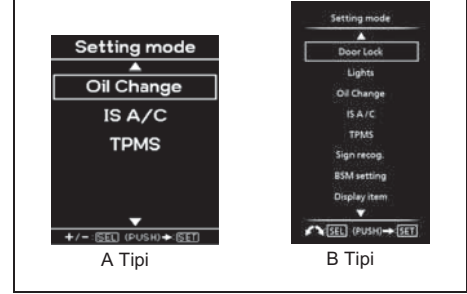 Setting mode
Oil Change
IS A/C
TPMS
+/- :SEL (PUSH)➔:SET
A Tipi
Setting mode
Door Lock
Lights
Oil Change
IS A/C
TPMS
Sign recog.
BSM setting
Display item
:SEL (PUSH)➔:SET
B Tipi